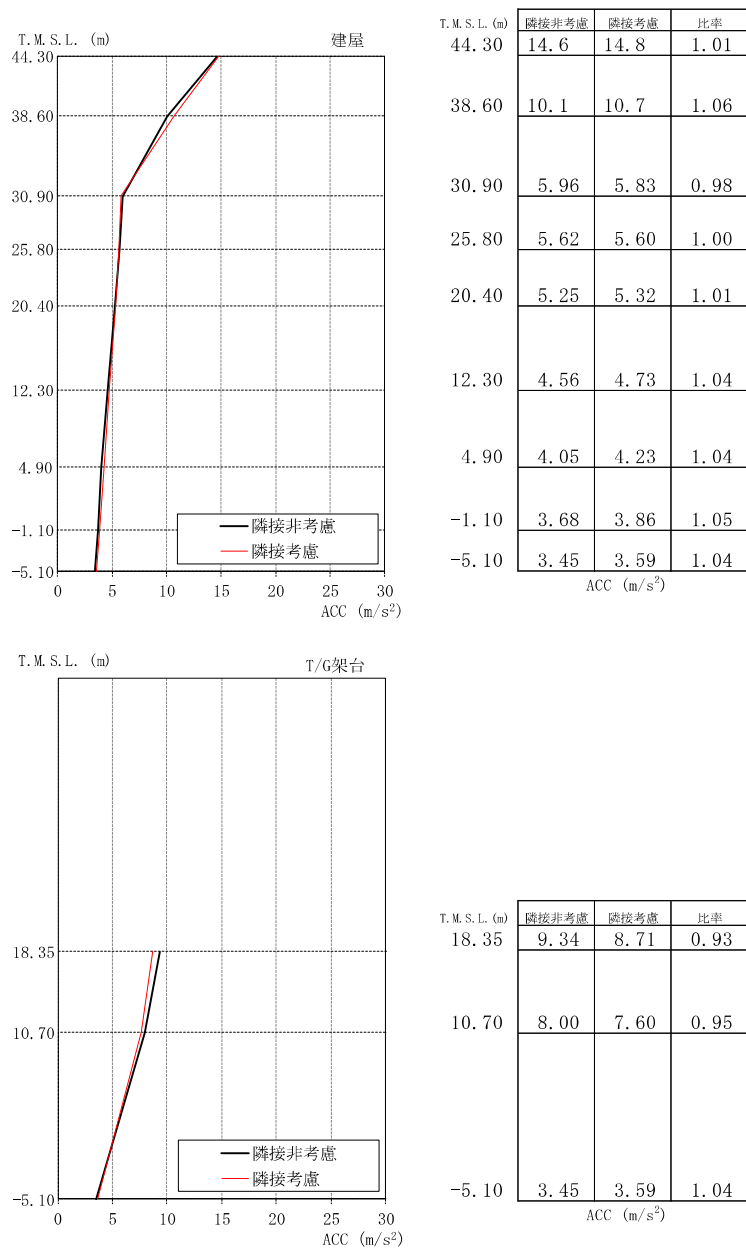 T.M.S.L. (m) 建屋
44.30
38.60
30.90
25.80
20.40
12.30
4.90
-1.10
-5.10
隣接非考慮
隣接考慮
0 5 10 15 20 25 30
ACC (m/s²)
T.M.S.L.(m) 隣接非考慮 隣接考慮 比率
44.30 14.6 14.8 1.01
38.60 10.1 10.7 1.06
30.90 5.96 5.83 0.98
25.80 5.62 5.60 1.00
20.40 5.25 5.32 1.01
12.30 4.56 4.73 1.04
4.90 4.05 4.23 1.04
-1.10 3.68 3.86 1.05
-5.10 3.45 3.59 1.04
ACC (m/s²)
T.M.S.L. (m) T/G架台
18.35
10.70
-5.10
隣接非考慮
隣接考慮
0 5 10 15 20 25 30
ACC (m/s²)
T.M.S.L.(m) 隣接非考慮 隣接考慮 比率
18.35 9.34 8.71 0.93
10.70 8.00 7.60 0.95
-5.10 3.45 3.59 1.04
ACC (m/s²)